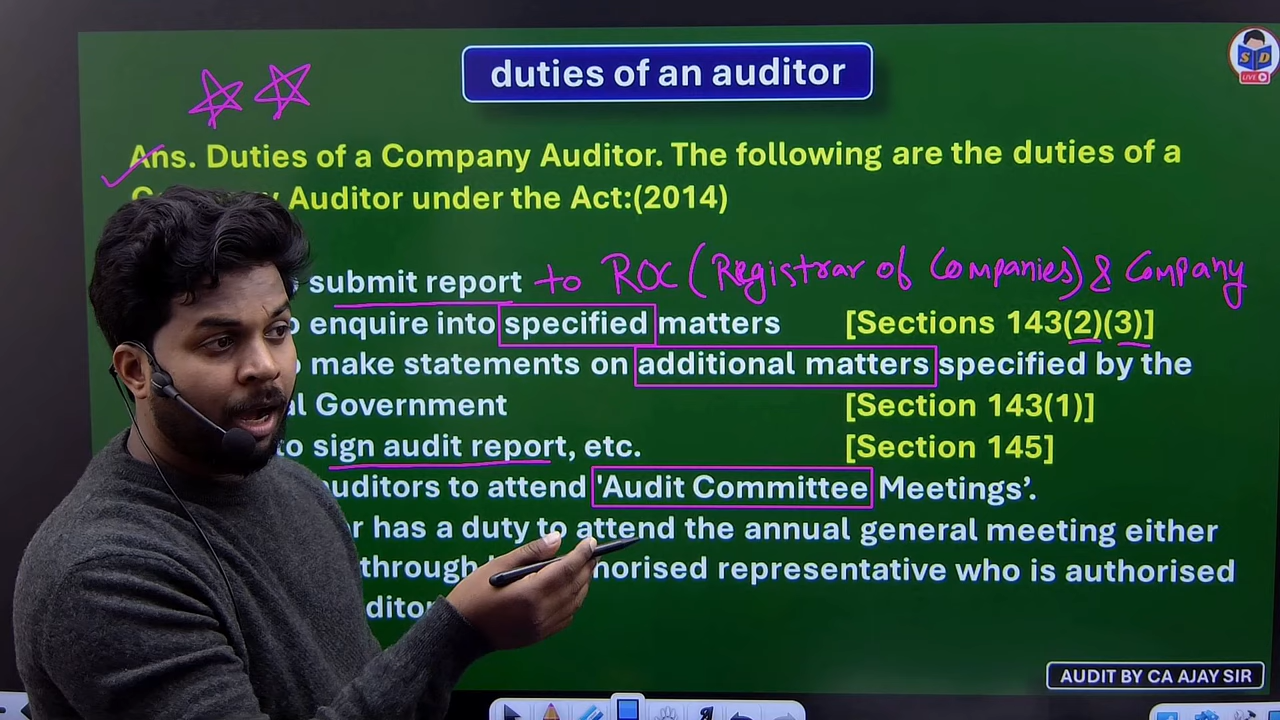 duties of an auditor
Ans. Duties of a Company Auditor. The following are the duties of a
Auditor under the Act:(2014)
submit report to ROC (Registrar of Companies) & Company
enquire into specified matters [Sections 143(2)(3)]
make statements on additional matters specified by the
Government [Section 143(1)]
to sign audit report, etc. [Section 145]
to attend 'Audit Committee Meetings’.
has a duty to attend the annual general meeting either
through representative who is authorised
AUDIT BY CA AJAY SIR
S D
LIVE